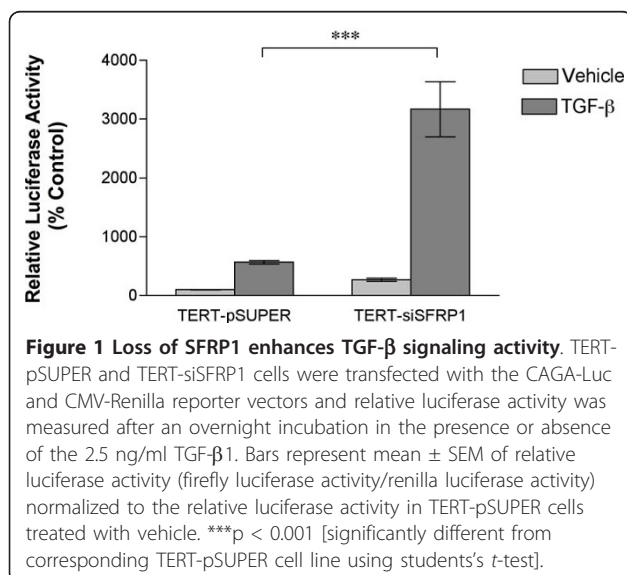 ***
Vehicle
TGF-β
4000
3000
2000
1000
0
Relative Luciferase Activity
(% Control)
TERT-pSUPER TERT-siSFRP1
Figure 1 Loss of SFRP1 enhances TGF-β signaling activity. TERT-
pSUPER and TERT-siSFRP1 cells were transfected with the CAGA-Luc
and CMV-Renilla reporter vectors and relative luciferase activity was
measured after an overnight incubation in the presence or absence
of the 2.5 ng/ml TGF-β1. Bars represent mean ± SEM of relative
luciferase activity (firefly luciferase activity/renilla luciferase activity)
normalized to the relative luciferase activity in TERT-pSUPER cells
treated with vehicle. ***p < 0.001 [significantly different from
corresponding TERT-pSUPER cell line using students's t-test].